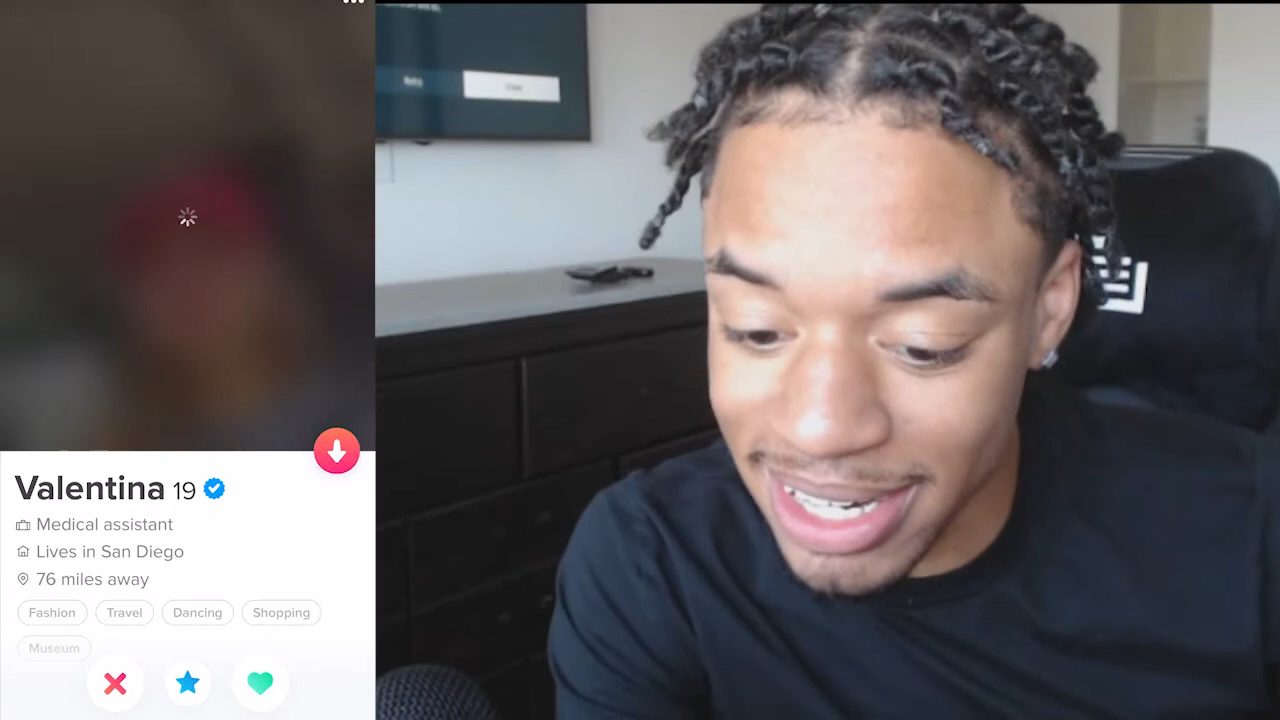 Valentina 19
Medical assistant
Lives in San Diego
76 miles away
Fashion
Travel
Dancing
Shopping
Museum